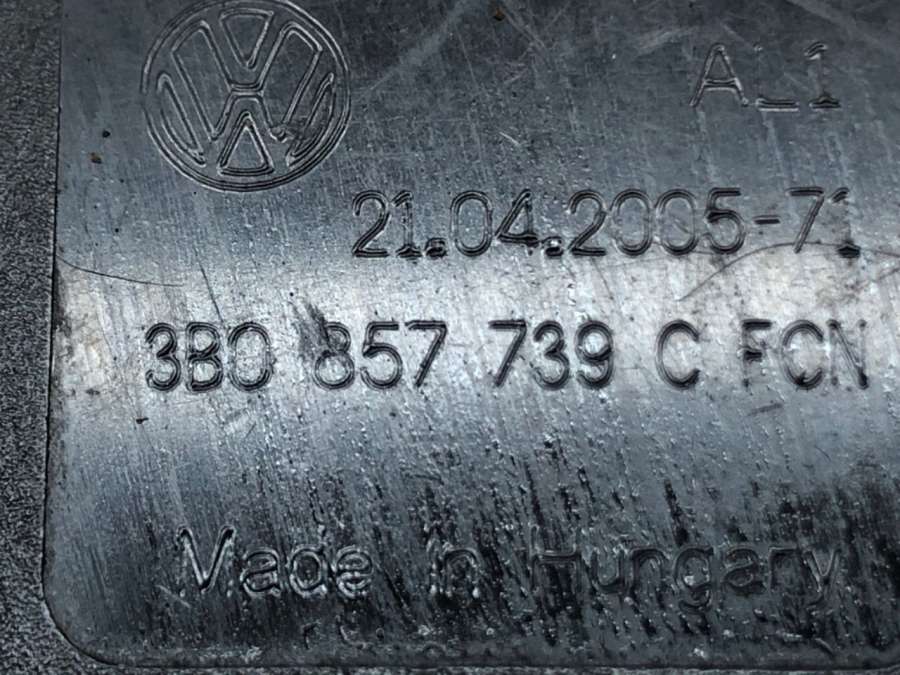 AL1
21.04.2005-71
3B0 857 739 C FCN
Made in Hungary